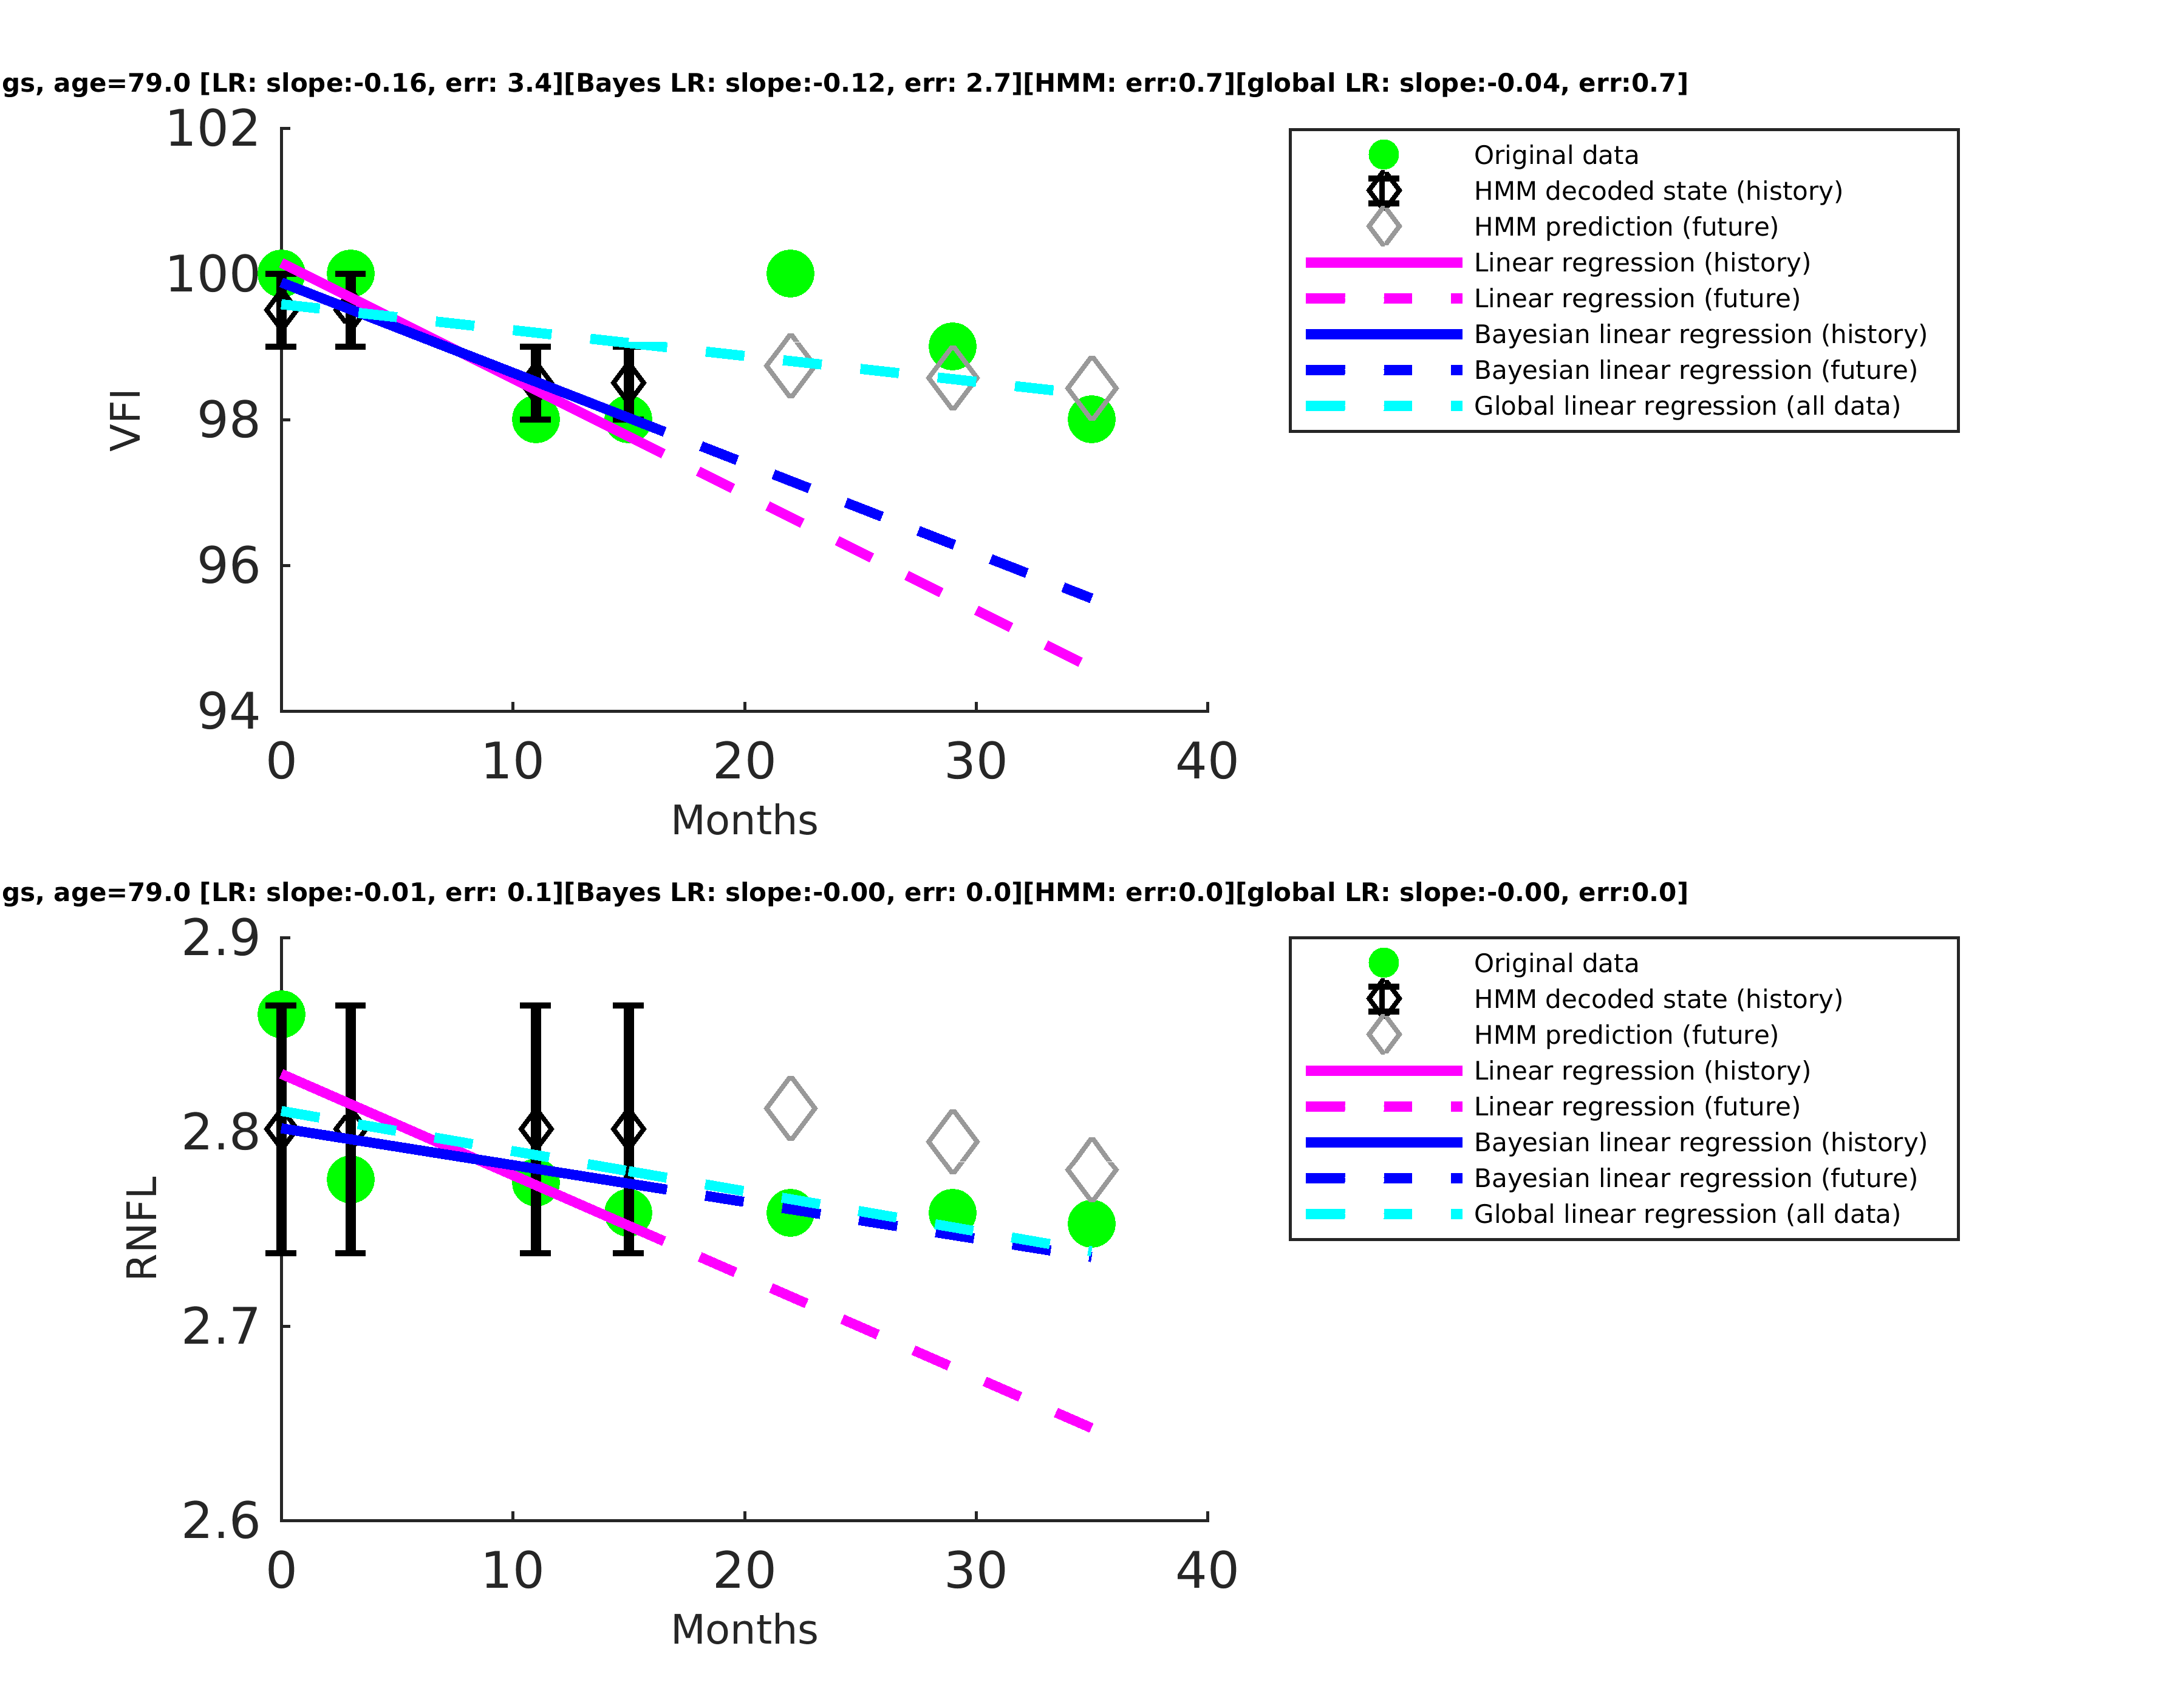 gs, age=79.0 [LR: slope:-0.16, err: 3.4][Bayes LR: slope:-0.12, err: 2.7][HMM: err:0.7][global LR: slope:-0.04, err:0.7]
102
100
98
96
94
VFI
0 10 20 30 40
Months
Original data
HMM decoded state (history)
HMM prediction (future)
Linear regression (history)
Linear regression (future)
Bayesian linear regression (history)
Bayesian linear regression (future)
Global linear regression (all data)
gs, age=79.0 [LR: slope:-0.01, err: 0.1][Bayes LR: slope:-0.00, err: 0.0][HMM: err:0.0][global LR: slope:-0.00, err:0.0]
2.9
2.8
2.7
2.6
RNFL
0 10 20 30 40
Months
Original data
HMM decoded state (history)
HMM prediction (future)
Linear regression (history)
Linear regression (future)
Bayesian linear regression (history)
Bayesian linear regression (future)
Global linear regression (all data)